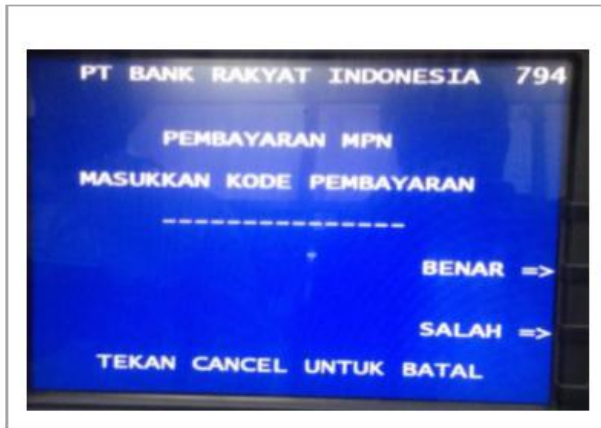 PT BANK RAKYAT INDONESIA 794
PEMBAYARAN MPN
MASUKKAN KODE PEMBAYARAN
---------------
BENAR =>
SALAH =>
TEKAN CANCEL UNTUK BATAL